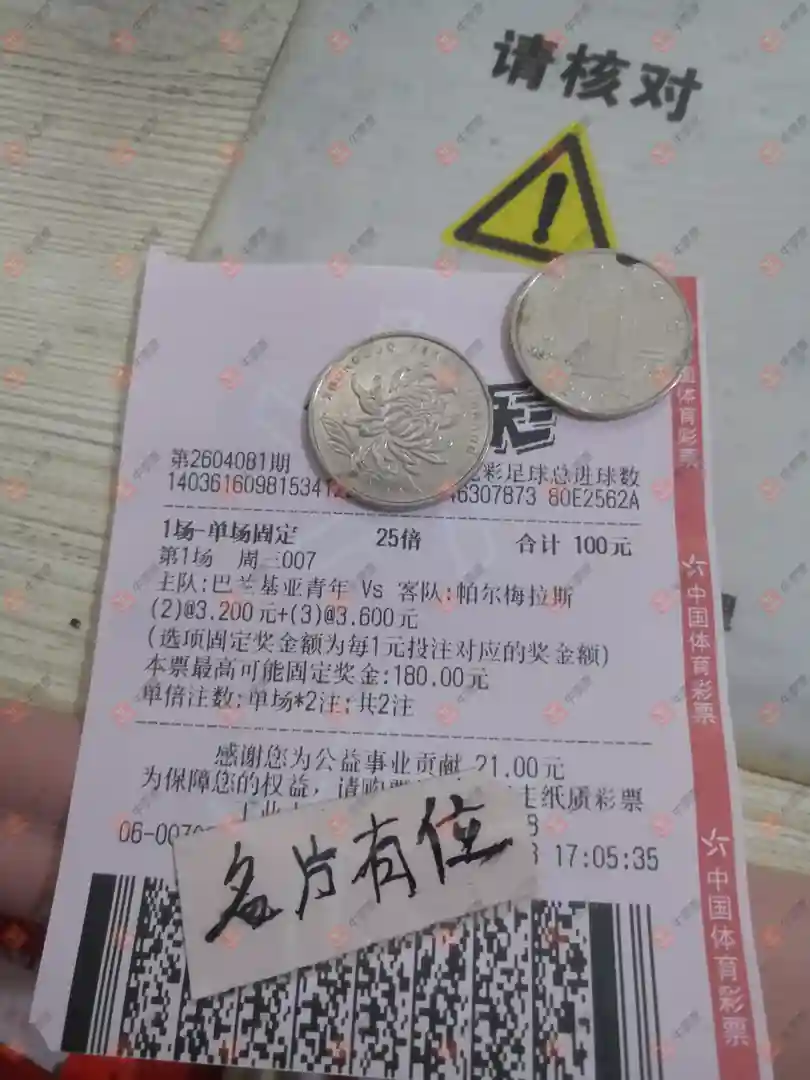 请核对
国体育彩票
第2604081期
彩足球总进球数
1403616098153412
46307873 80E2562A
1场-单场固定 25倍 合计 100元
第1场 周三007
主队:巴兰基亚青年 Vs 客队:帕尔梅拉斯
(2)@3.200元+(3)@3.600元
(选项固定奖金额为每1元投注对应的奖金额)
本票最高可能固定奖金:180.00元
单倍注数:单场*2注;共2注
中国体育彩票
感谢您为公益事业贡献 21.00元
为保障您的权益,请购票
走纸质彩票
06-0070
8 17:05:35
名片有位
中国体育彩票